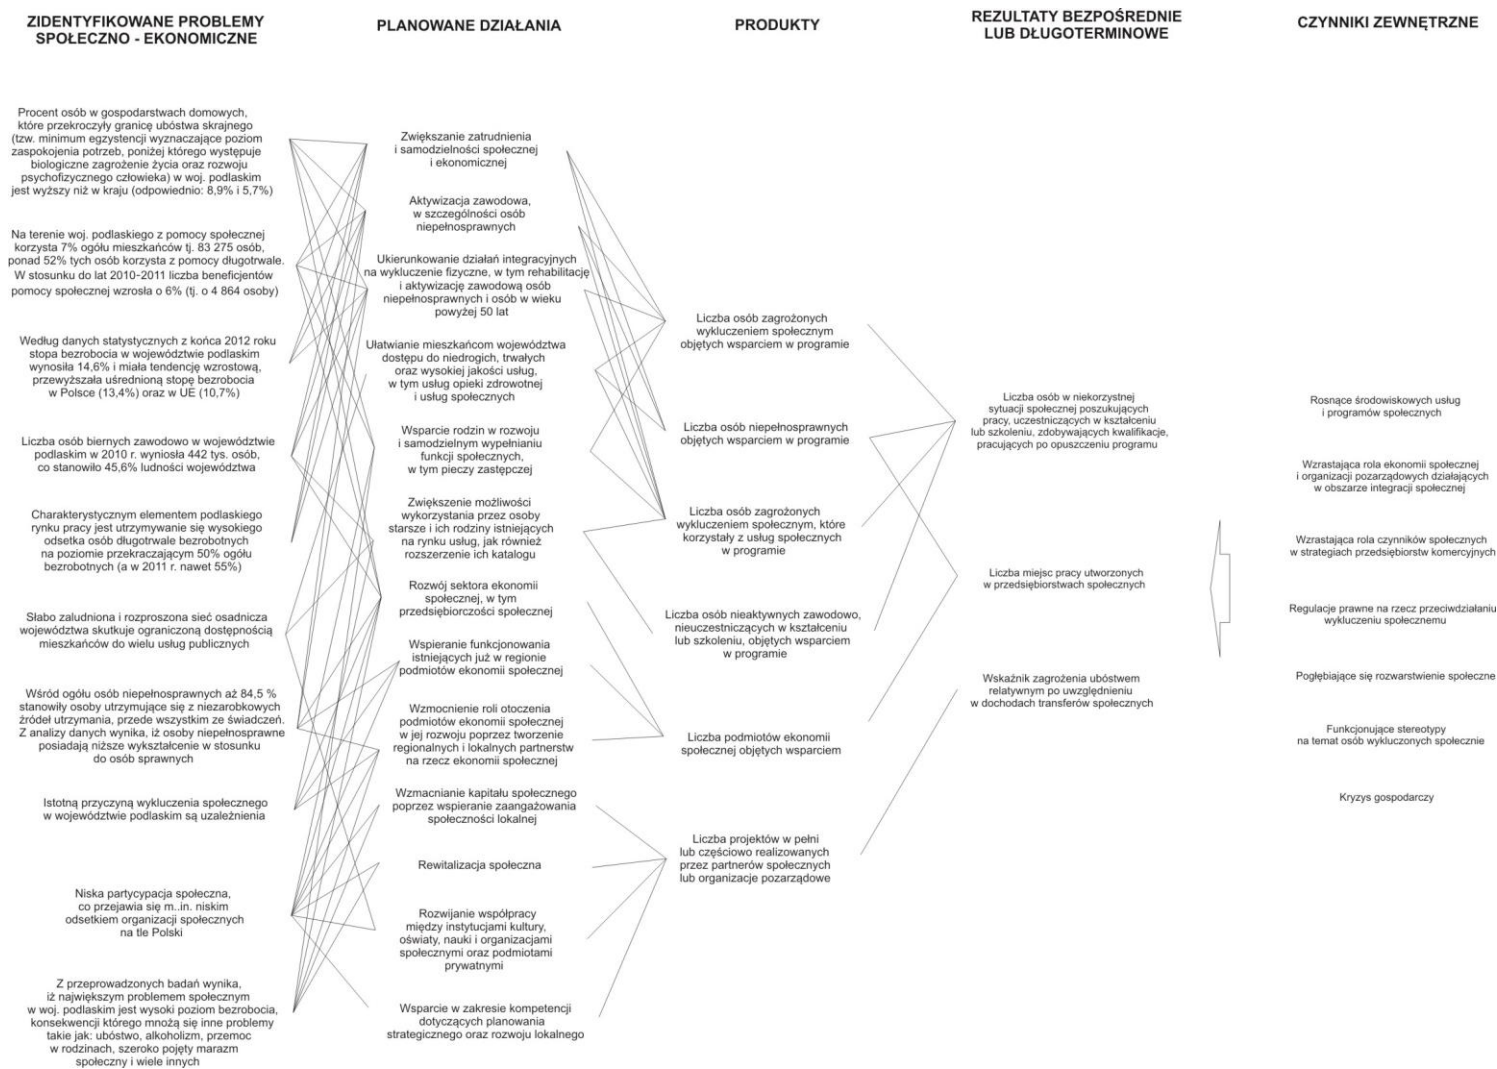 ZIDENTYFIKOWANE PROBLEMY
SPOŁECZNO - EKONOMICZNE
Procent osób w gospodarstwach domowych,
które przekroczyły granicę ubóstwa skrajnego
(tzw. minimum egzystencji wyznaczające poziom
zaspokojenia potrzeb, poniżej którego występuje
biologiczne zagrożenie życia oraz rozwoju
psychofizycznego człowieka) w woj. podlaskim
jest wyższy niż w kraju (odpowiednio: 8,9% i 5,7%)
Na terenie woj. podlaskiego z pomocy społecznej
korzysta 7% ogółu mieszkańców tj. 83 275 osób,
ponad 52% tych osób korzysta z pomocy długotrwale.
W stosunku do lat 2010-2011 liczba beneficjentów
pomocy społecznej wzrosła o 6% (tj. o 4 864 osoby)
Według danych statystycznych z końca 2012 roku
stopa bezrobocia w województwie podlaskim
wynosiła 14,6% i miała tendencję wzrostową,
przewyższała uśrednioną stopę bezrobocia
w Polsce (13,4%) oraz w UE (10,7%)
Liczba osób biernych zawodowo w województwie
podlaskim w 2010 r. wyniosła 442 tys. osób,
co stanowiło 45,6% ludności województwa
Charakterystycznym elementem podlaskiego
rynku pracy jest utrzymywanie się wysokiego
odsetka osób długotrwale bezrobotnych
na poziomie przekraczającym 50% ogółu
bezrobotnych (a w 2011 r. nawet 55%)
Słabo zaludniona i rozproszona sieć osadnicza
województwa skutkuje ograniczoną dostępnością
mieszkańców do wielu usług publicznych
Wśród ogółu osób niepełnosprawnych aż 84,5 %
stanowiły osoby utrzymujące się z niezarobkowych
źródeł utrzymania, przede wszystkim ze świadczeń.
Z analizy danych wynika, iż osoby niepełnosprawne
posiadają niższe wykształcenie w stosunku
do osób sprawnych
Istotną przyczyną wykluczenia społecznego
w województwie podlaskim są uzależnienia
Niska partycypacja społeczna,
co przejawia się m..in. niskim
odsetkiem organizacji społecznych
na tle Polski
Z przeprowadzonych badań wynika,
iż największym problemem społecznym
w woj. podlaskim jest wysoki poziom bezrobocia,
konsekwencji którego mnożą się inne problemy
takie jak: ubóstwo, alkoholizm, przemoc
w rodzinach, szeroko pojęty marazm
społeczny i wiele innych
PLANOWANE DZIAŁANIA
Zwiększanie zatrudnienia
i samodzielności społecznej
i ekonomicznej
Aktywizacja zawodowa,
w szczególności osób
niepełnosprawnych
Ukierunkowanie działań integracyjnych
na wykluczenie fizyczne, w tym rehabilitację
i aktywizację zawodową osób
niepełnosprawnych i osób w wieku
powyżej 50 lat
Ułatwianie mieszkańcom województwa
dostępu do niedrogich, trwałych
oraz wysokiej jakości usług,
w tym usług opieki zdrowotnej
i usług społecznych
Wsparcie rodzin w rozwoju
i samodzielnym wypełnianiu
funkcji społecznych,
w tym pieczy zastępczej
Zwiększenie możliwości
wykorzystania przez osoby
starsze i ich rodziny istniejących
na rynku usług, jak również
rozszerzenie ich katalogu
Rozwój sektora ekonomii
społecznej, w tym
przedsiębiorczości społecznej
Wspieranie funkcjonowania
istniejących już w regionie
podmiotów ekonomii społecznej
Wzmocnienie roli otoczenia
podmiotów ekonomii społecznej
w jej rozwoju poprzez tworzenie
regionalnych i lokalnych partnerstw
na rzecz ekonomii społecznej
Wzmacnianie kapitału społecznego
poprzez wspieranie zaangażowania
społeczności lokalnej
Rewitalizacja społeczna
Rozwijanie współpracy
między instytucjami kultury,
oświaty, nauki i organizacjami
społecznymi oraz podmiotami
prywatnymi
Wsparcie w zakresie kompetencji
dotyczących planowania
strategicznego oraz rozwoju lokalnego
PRODUKTY
Liczba osób zagrożonych
wykluczeniem społecznym
objętych wsparciem w programie
Liczba osób niepełnosprawnych
objętych wsparciem w programie
Liczba osób zagrożonych
wykluczeniem społecznym, które
korzystały z usług społecznych
w programie
Liczba osób nieaktywnych zawodowo,
nieuczestniczących w kształceniu
lub szkoleniu, objętych wsparciem
w programie
Liczba podmiotów ekonomii
społecznej objętych wsparciem
Liczba projektów w pełni
lub częściowo realizowanych
przez partnerów społecznych
lub organizacje pozarządowe
REZULTATY BEZPOŚREDNIE
LUB DŁUGOTERMINOWE
Liczba osób w niekorzystnej
sytuacji społecznej poszukujących
pracy, uczestniczących w kształceniu
lub szkoleniu, zdobywających kwalifikacje,
pracujących po opuszczeniu programu
Liczba miejsc pracy utworzonych
w przedsiębiorstwach społecznych
Wskaźnik zagrożenia ubóstwem
relatywnym po uwzględnieniu
w dochodach transferów społecznych
CZYNNIKI ZEWNĘTRZNE
Rosnące środowiskowych usług
i programów społecznych
Wzrastająca rola ekonomii społecznej
i organizacji pozarządowych działających
w obszarze integracji społecznej
Wzrastająca rola czynników społecznych
w strategiach przedsiębiorstw komercyjnych
Regulacje prawne na rzecz przeciwdziałaniu
wykluczeniu społecznemu
Pogłębiające się rozwarstwienie społeczne
Funkcjonujące stereotypy
na temat osób wykluczonych społecznie
Kryzys gospodarczy